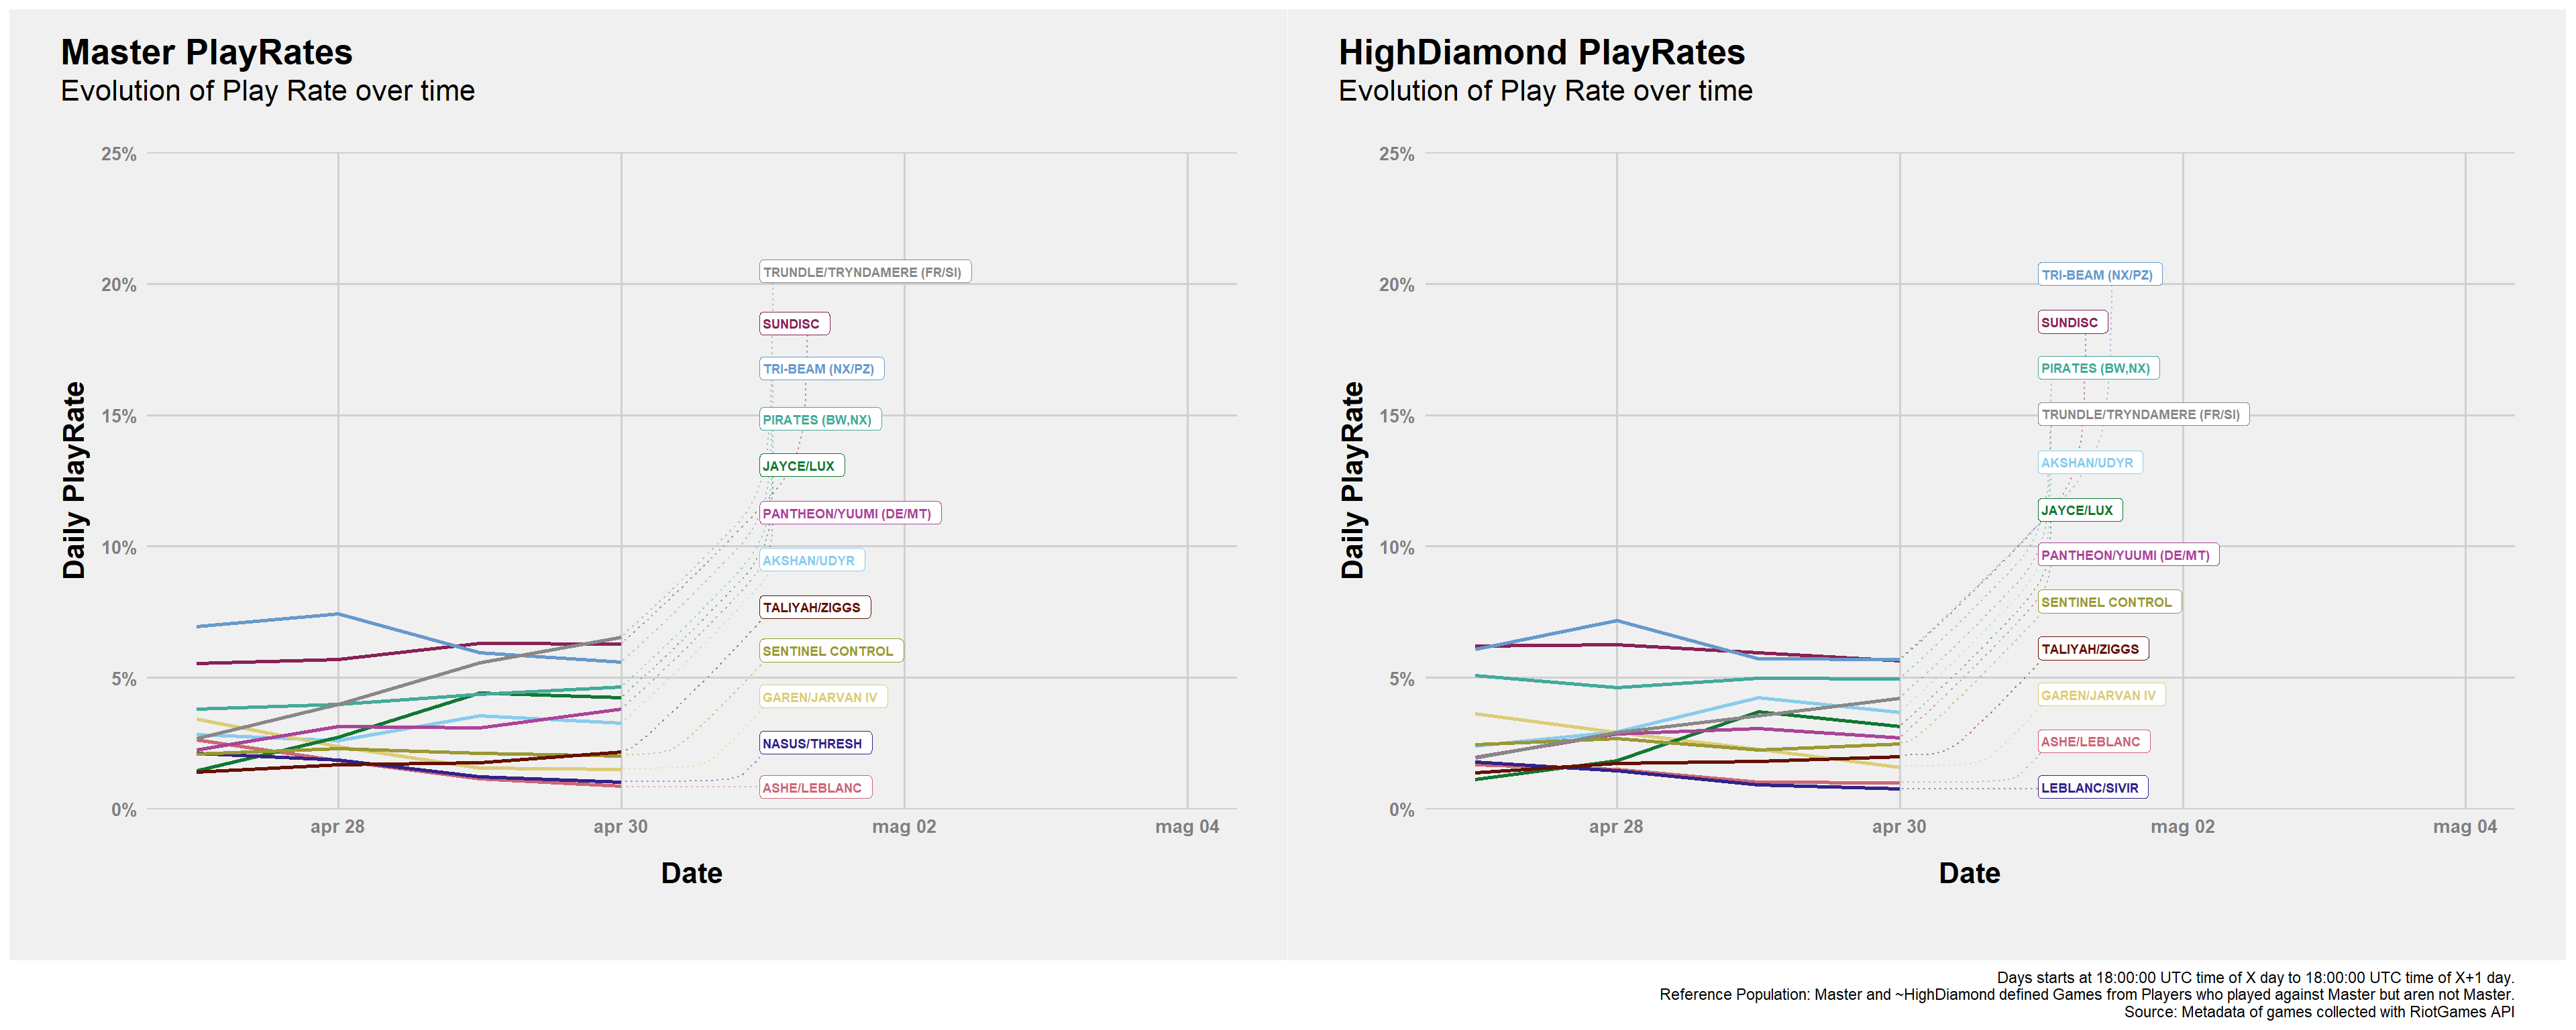 Master PlayRates
Evolution of Play Rate over time
25%
20%
15%
10%
5%
0%
Daily PlayRate
TRUNDLE/TRYNDAMERE (FR/SI)
SUNDISC
TRI-BEAM (NX/PZ)
PIRATES (BW,NX)
JAYCE/LUX
PANTHEON/YUUMI (DE/MT)
AKSHAN/UDYR
TALIYAH/ZIGGS
SENTINEL CONTROL
GAREN/JARVAN IV
NASUS/THRESH
ASHE/LEBLANC
apr 28
apr 30
mag 02
mag 04
Date
HighDiamond PlayRates
Evolution of Play Rate over time
25%
20%
15%
10%
5%
0%
Daily PlayRate
TRI-BEAM (NX/PZ)
SUNDISC
PIRATES (BW,NX)
TRUNDLE/TRYNDAMERE (FR/SI)
AKSHAN/UDYR
JAYCE/LUX
PANTHEON/YUUMI (DE/MT)
SENTINEL CONTROL
TALIYAH/ZIGGS
GAREN/JARVAN IV
ASHE/LEBLANC
LEBLANC/SIVIR
apr 28
apr 30
mag 02
mag 04
Date
Days starts at 18:00:00 UTC time of X day to 18:00:00 UTC time of X+1 day.
Reference Population: Master and ~HighDiamond defined Games from Players who played against Master but aren not Master.
Source: Metadata of games collected with RiotGames API